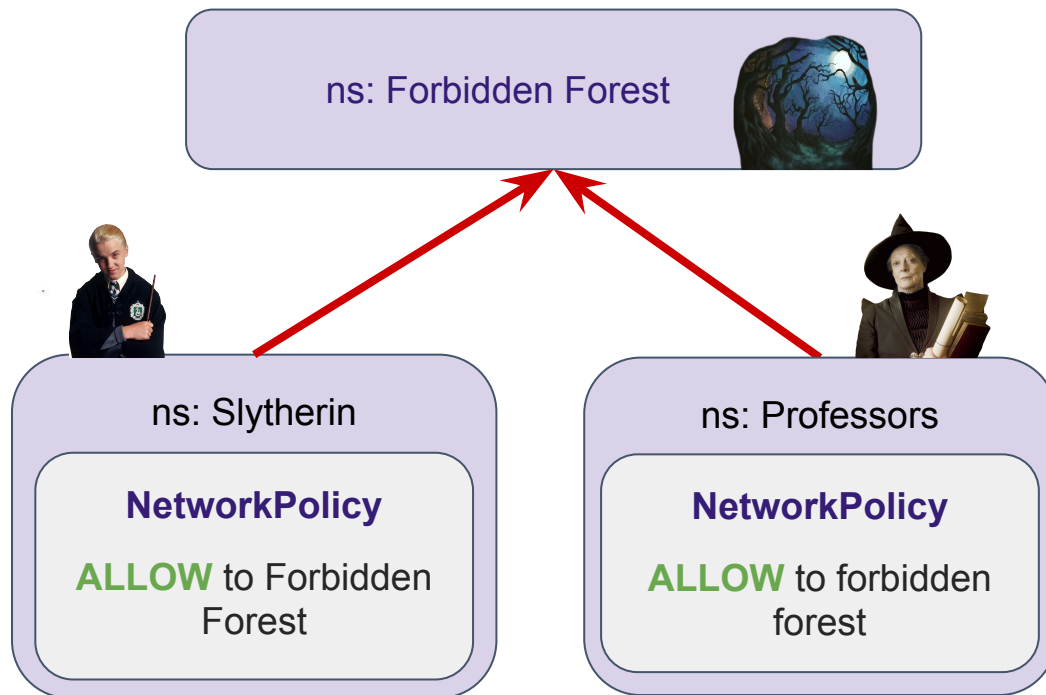 ns: Forbidden Forest
ns: Slytherin
NetworkPolicy
ALLOW to Forbidden
Forest
ns: Professors
NetworkPolicy
ALLOW to forbidden
forest